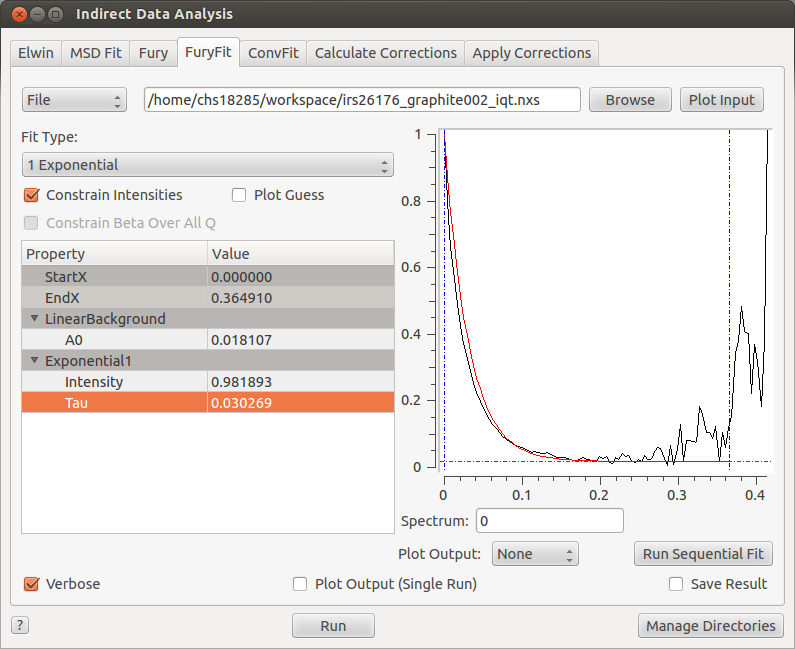 Indirect Data Analysis
Elwin MSD Fit Fury FuryFit ConvFit Calculate Corrections Apply Corrections
File /home/chs18285/workspace/irs26176_graphite002_iqt.nxs Browse Plot Input
Fit Type:
1 Exponential
Constrain Intensities Plot Guess
Constrain Beta Over All Q
Property Value
StartX 0.000000
EndX 0.364910
LinearBackground
A0 0.018107
Exponential1
Intensity 0.981893
Tau 0.030269
1
0.8
0.6
0.4
0.2
0
0 0.1 0.2 0.3 0.4
Spectrum: 0
Plot Output: None Run Sequential Fit
Verbose Plot Output (Single Run) Save Result
? Run Manage Directories